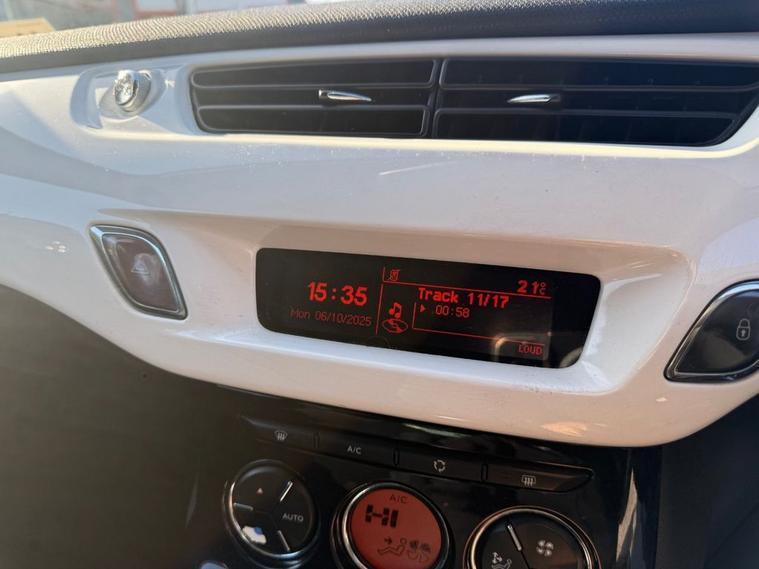 15:35
Mon 06/10/2025
21°C
Track 11/17
00:58
LOUD
A/C
AUTO
A/C
HI